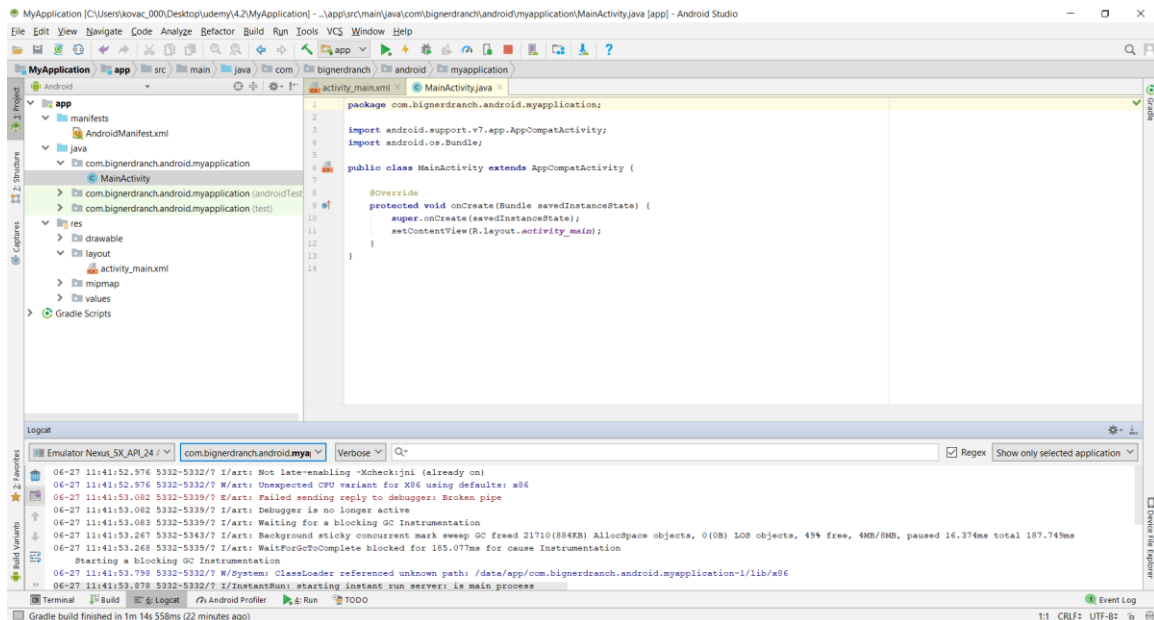 MyApplication [C:\Users\kovac_000\Desktop\udemy\4.2\MyApplication] - ...\app\src\main\java\com\bignerdranch\android\myapplication\MainActivity.java [app] - Android Studio
File Edit View Navigate Code Analyze Refactor Build Run Tools VCS Window Help
app
MyApplication app src main java com bignerdranch android myapplication
Android
activity_main.xml MainActivity.java
1: Project
Z: Structure
Captures
Favorites
Build Variants
Gradle
Device File Explorer
app
manifests
AndroidManifest.xml
java
com.bignerdranch.android.myapplication
MainActivity
com.bignerdranch.android.myapplication (androidTest
com.bignerdranch.android.myapplication (test)
res
drawable
layout
activity_main.xml
mipmap
values
Gradle Scripts
1 package com.bignerdranch.android.myapplication;
2
3 import android.support.v7.app.AppCompatActivity;
4 import android.os.Bundle;
5
6 public class MainActivity extends AppCompatActivity {
7
8 @Override
9 protected void onCreate(Bundle savedInstanceState) {
10 super.onCreate(savedInstanceState);
11 setContentView(R.layout.activity_main);
12 }
13 }
14
Logcat
Emulator Nexus_5X_API_24 / com.bignerdranch.android.mya Verbose Regex Show only selected application
06-27 11:41:52.976 5332-5332/? I/art: Not late-enabling -Xcheck:jni (already on)
06-27 11:41:52.976 5332-5332/? W/art: Unexpected CPU variant for X86 using defaults: x86
06-27 11:41:53.082 5332-5339/? E/art: Failed sending reply to debugger: Broken pipe
06-27 11:41:53.082 5332-5339/? I/art: Debugger is no longer active
06-27 11:41:53.083 5332-5339/? I/art: Waiting for a blocking GC Instrumentation
06-27 11:41:53.267 5332-5343/? I/art: Background sticky concurrent mark sweep GC freed 21710(884KB) AllocSpace objects, 0(0B) LOS objects, 49% free, 4MB/8MB, paused 16.374ms total 187.749ms
06-27 11:41:53.268 5332-5339/? I/art: WaitForGcToComplete blocked for 185.077ms for cause Instrumentation
Starting a blocking GC Instrumentation
06-27 11:41:53.798 5332-5332/? W/System: ClassLoader referenced unknown path: /data/app/com.bignerdranch.android.myapplication-1/lib/x86
06-27 11:41:53.878 5332-5332/? I/InstantRun: starting instant run server: is main process
Terminal Build 6: Logcat Android Profiler 4: Run TODO 1 Event Log
Gradle build finished in 1m 14s 558ms (22 minutes ago) 1:1 CRLF: UTF-8: